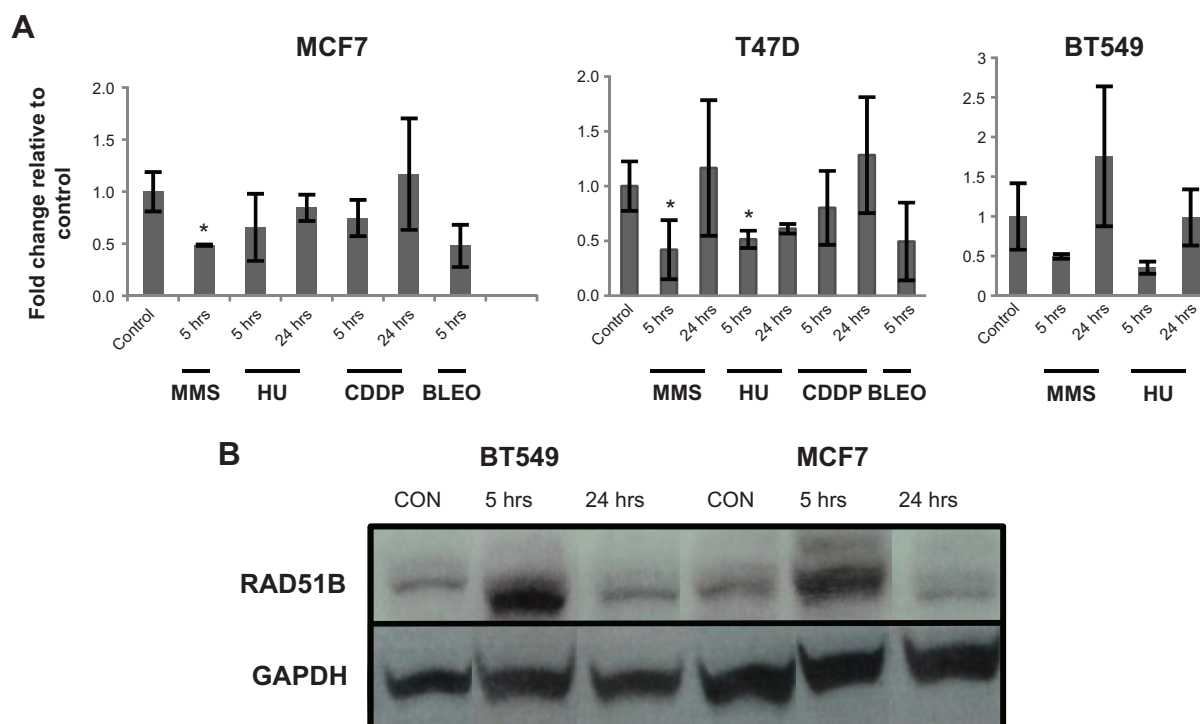 A
MCF7
T47D
BT549
Fold change relative to
control
2.0
1.5
1.0
0.5
0.0
Control
5 hrs
5 hrs
24 hrs
5 hrs
24 hrs
5 hrs
*
MMS HU CDDP BLEO
2.0
1.5
1.0
0.5
0.0
Control
5 hrs
24 hrs
5 hrs
24 hrs
5 hrs
24 hrs
5 hrs
* *
MMS HU CDDP BLEO
3
2.5
2
1.5
1
0.5
0
Control
5 hrs
24 hrs
5 hrs
24 hrs
MMS HU
B
BT549 MCF7
CON 5 hrs 24 hrs CON 5 hrs 24 hrs
RAD51B
GAPDH